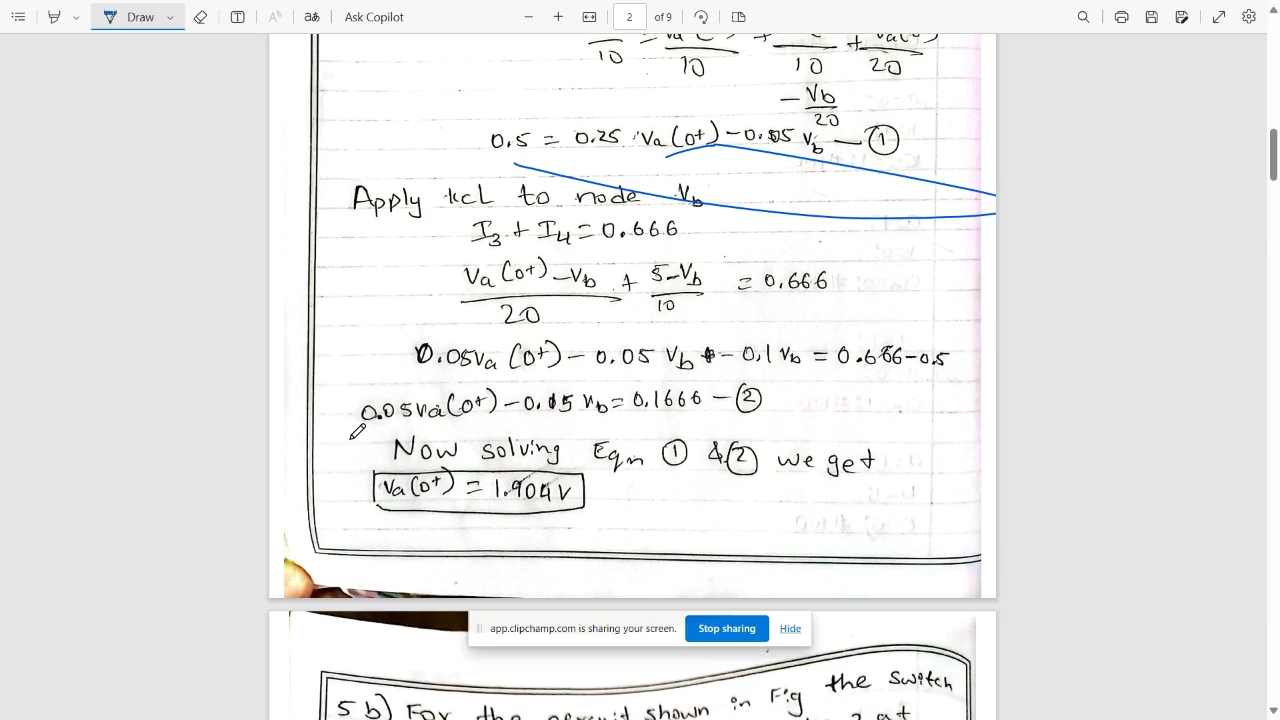 Draw
Ask Copilot
2
of 9
10
10
10
20
- Vb
20
0.5 = 0.25 Va(0+) - 0.05 Vb — ①
Apply KCL to node Vb
I3 + I4 = 0.666
Va(0+) - Vb + 5 - Vb = 0.666
20
10
0.05Va (0+) - 0.05 Vb - 0.1 Vb = 0.666 - 0.5
0.05Va(0+) - 0.15 Vb = 0.1666 - ②
Now solving Eqn ① & ② we get
Va(0+) = 1.904V
app.clipchamp.com is sharing your screen.
Stop sharing
Hide
5 b) For the circuit shown in Fig the switch
at